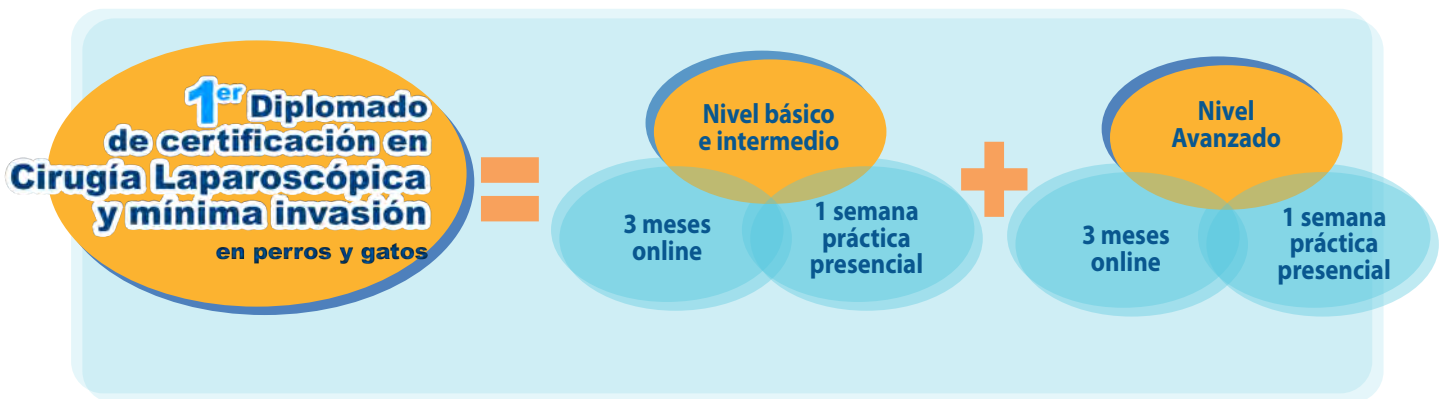 1er Diplomado
de certificación en
Cirugía Laparoscópica
y mínima invasión
en perros y gatos
=
Nivel básico
e intermedio
3 meses
online
1 semana
práctica
presencial
+
Nivel
Avanzado
3 meses
online
1 semana
práctica
presencial